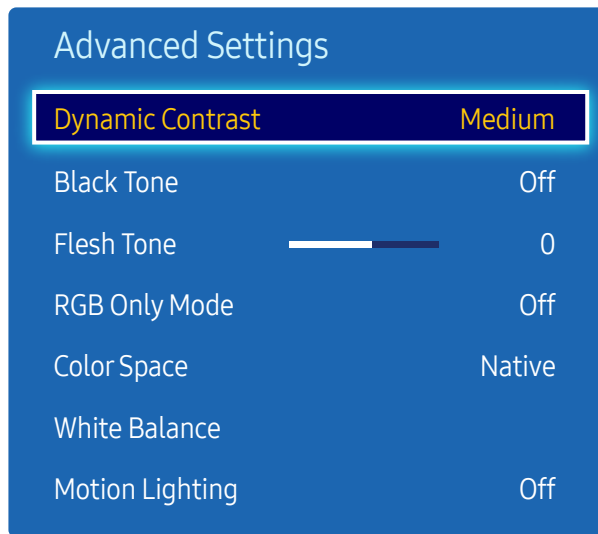 Advanced Settings
Dynamic Contrast Medium
Black Tone Off
Flesh Tone 0
RGB Only Mode Off
Color Space Native
White Balance
Motion Lighting Off